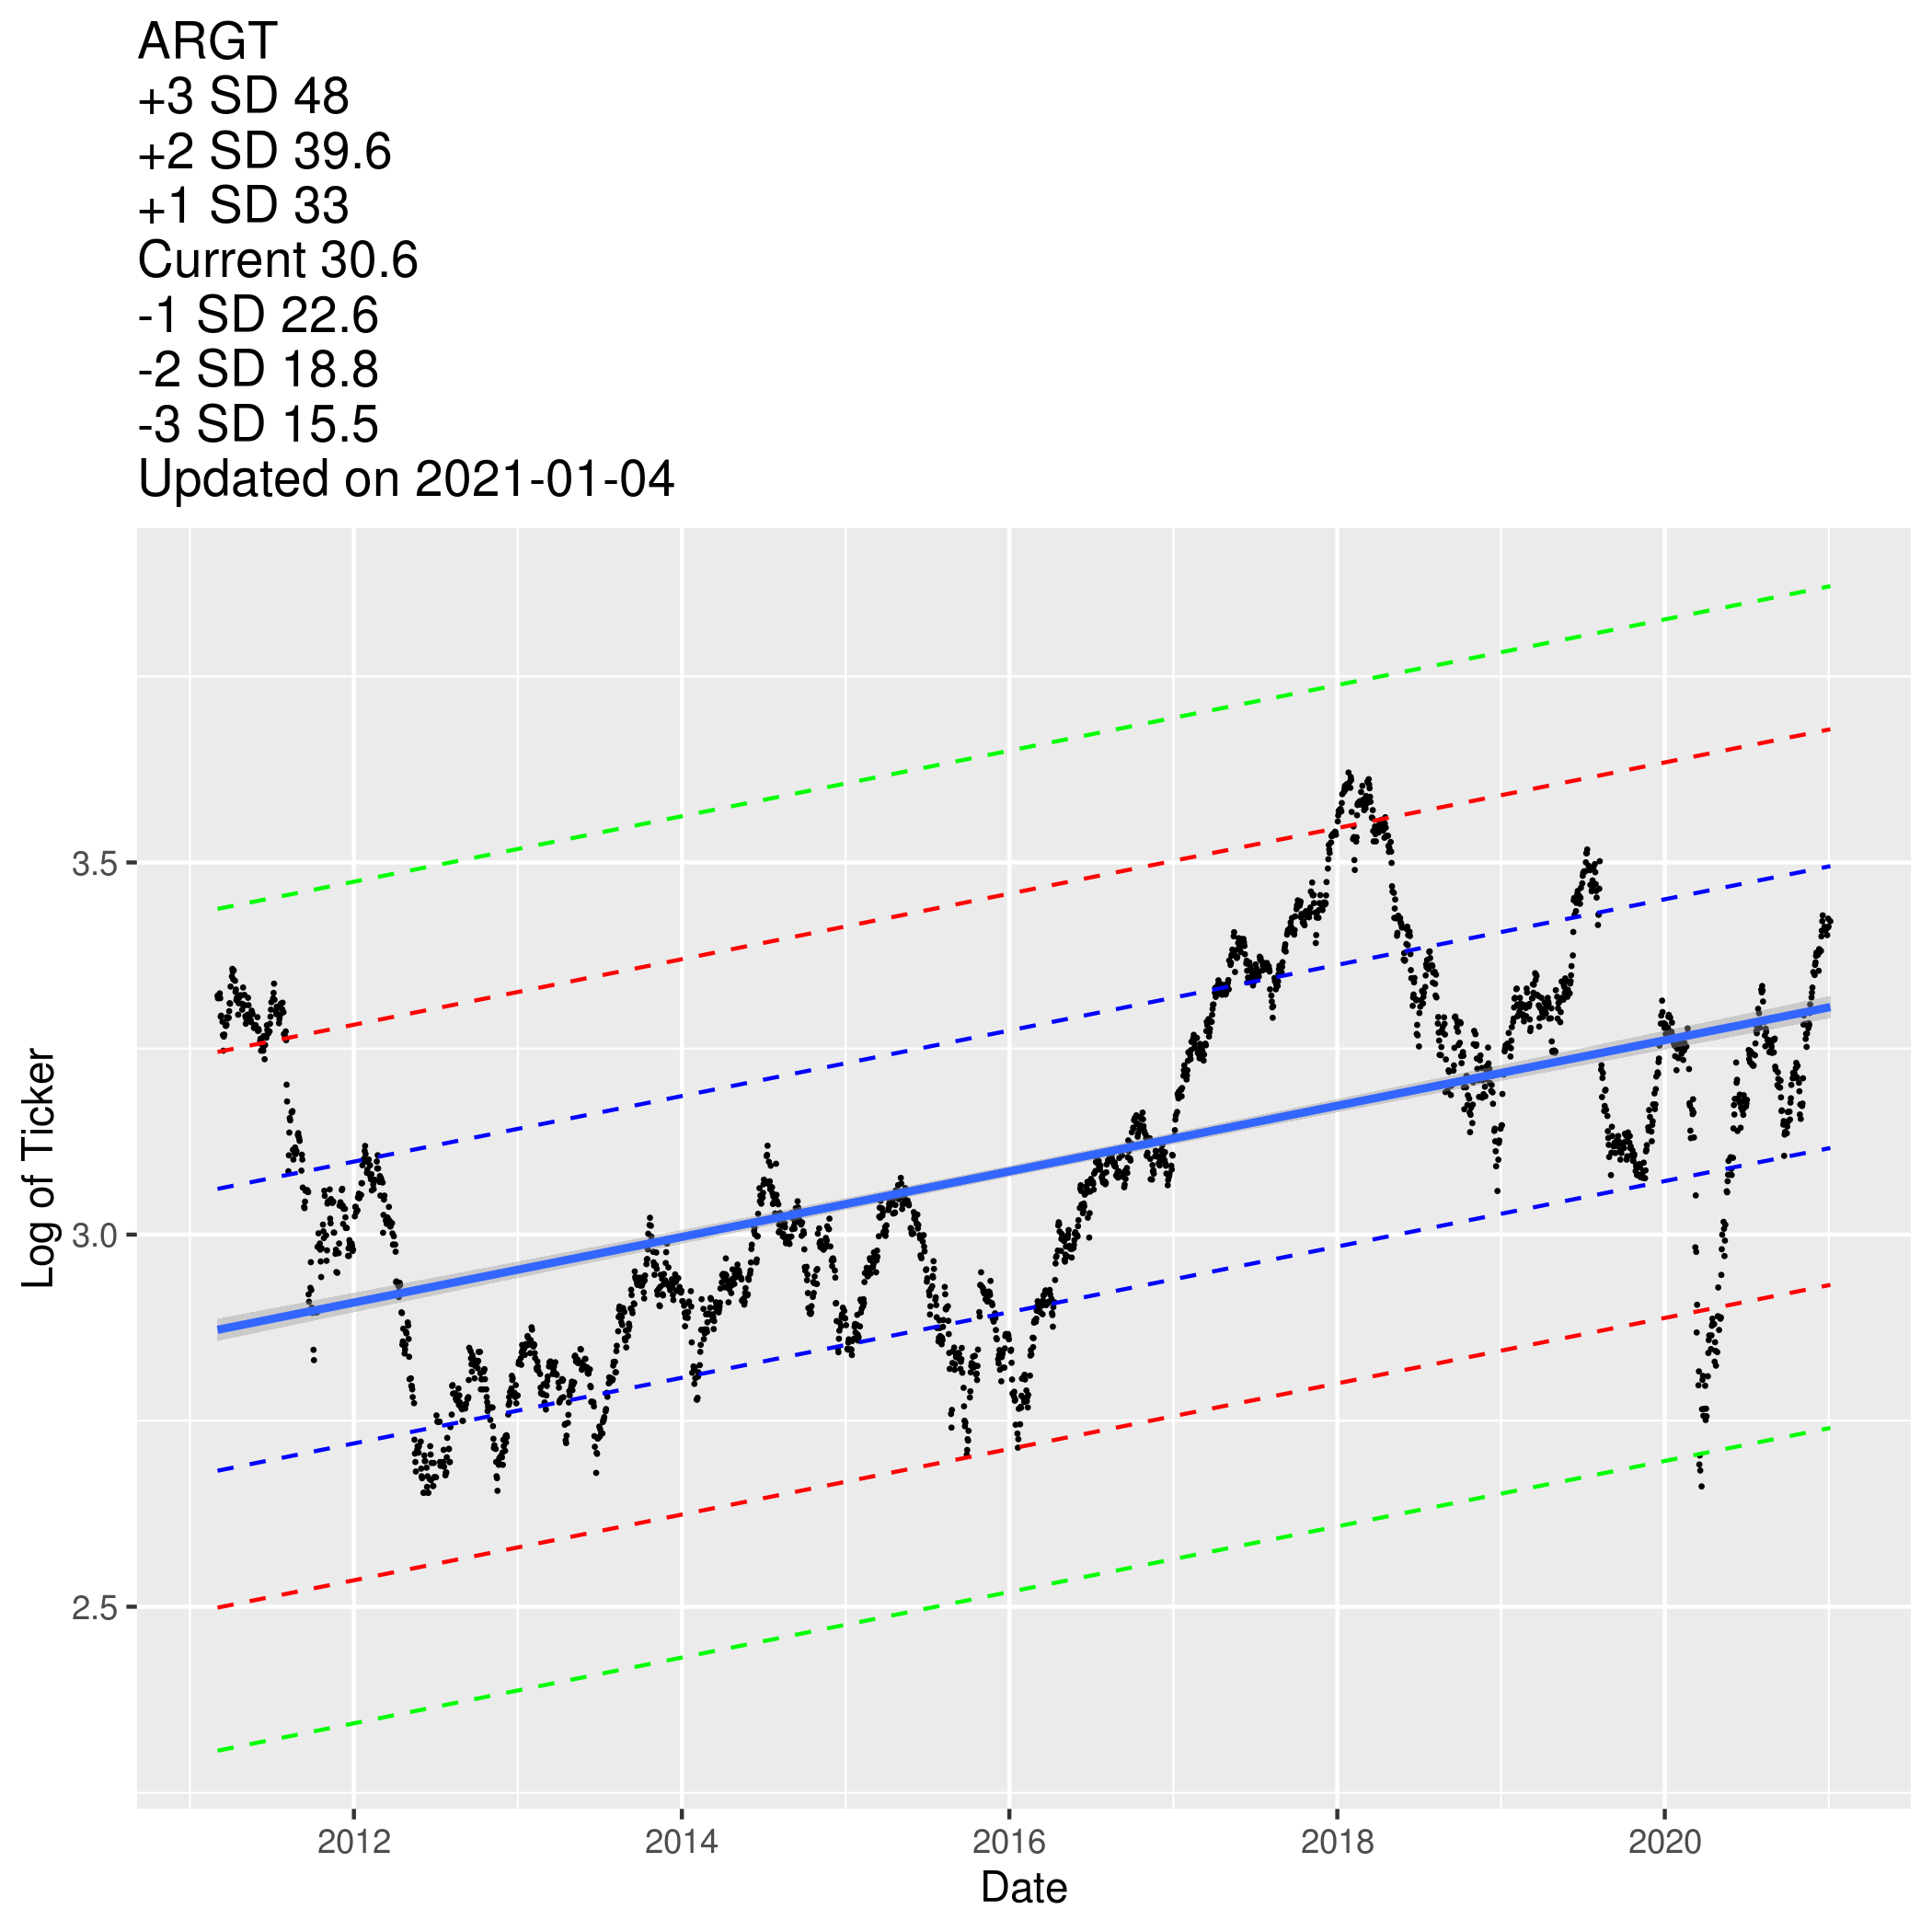 ARGT
+3 SD 48
+2 SD 39.6
+1 SD 33
Current 30.6
-1 SD 22.6
-2 SD 18.8
-3 SD 15.5
Updated on 2021-01-04
Log of Ticker
3.5
3.0
2.5
2012 2014 2016 2018 2020
Date